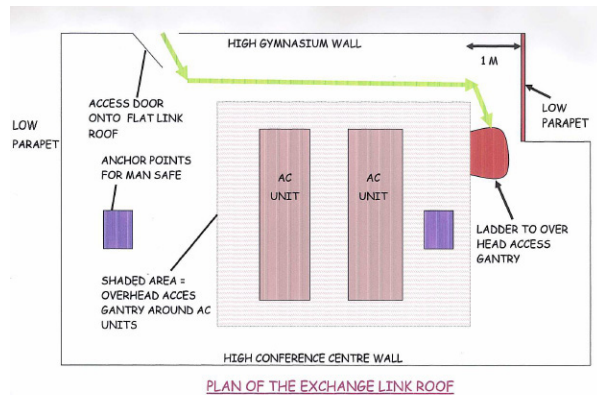 HIGH GYMNASIUM WALL
1 M
ACCESS DOOR
ONTO FLAT LINK
ROOF
LOW
PARAPET
LOW
PARAPET
ANCHOR POINTS
FOR MAN SAFE
AC
UNIT
AC
UNIT
LADDER TO OVER
HEAD ACCESS
GANTRY
SHADED AREA =
OVERHEAD ACCES
GANTRY AROUND AC
UNITS
HIGH CONFERENCE CENTRE WALL
PLAN OF THE EXCHANGE LINK ROOF